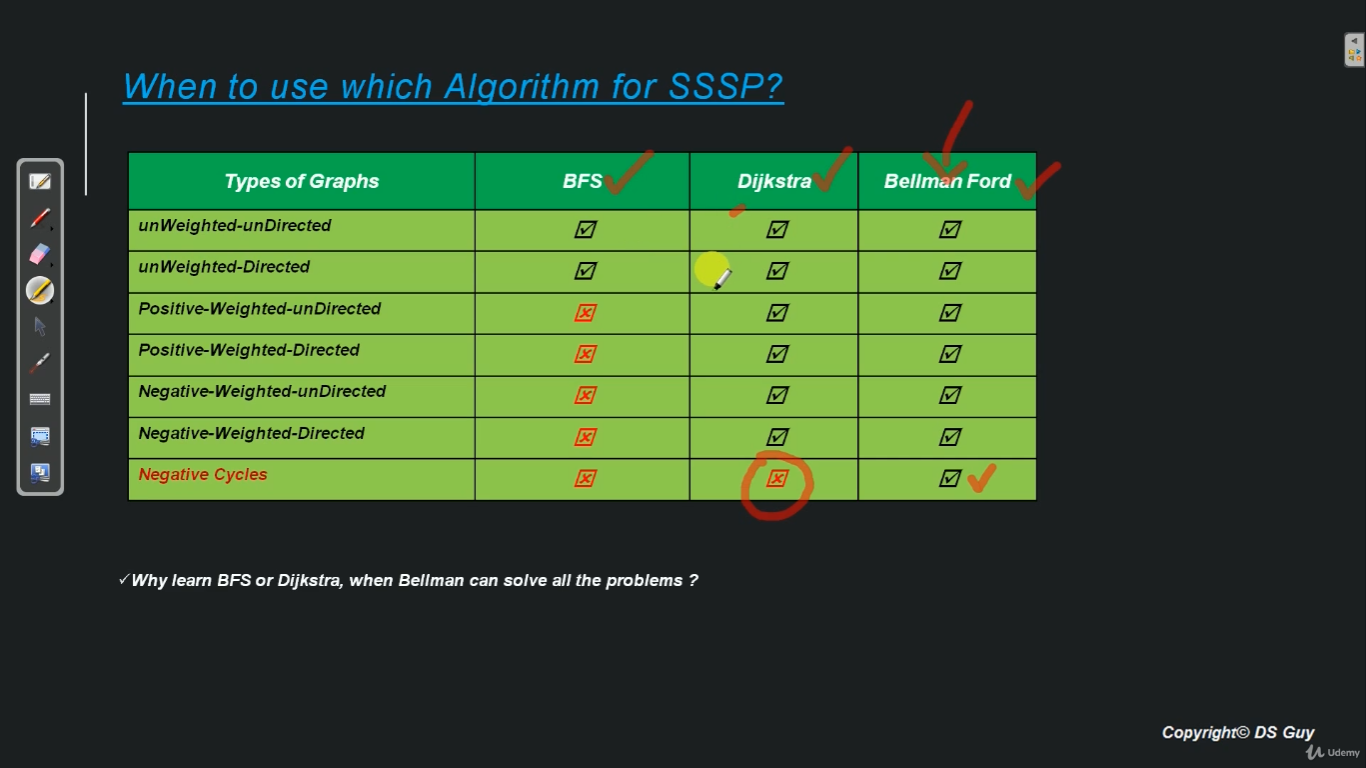 When to use which Algorithm for SSSP?
Types of Graphs BFS Dijkstra Bellman Ford
unWeighted-unDirected ☑ ☑ ☑
unWeighted-Directed ☑ ☑ ☑
Positive-Weighted-unDirected ☒ ☑ ☑
Positive-Weighted-Directed ☒ ☑ ☑
Negative-Weighted-unDirected ☒ ☑ ☑
Negative-Weighted-Directed ☒ ☑ ☑
Negative Cycles ☒ ☒ ☑
✓Why learn BFS or Dijkstra, when Bellman can solve all the problems ?
Copyright© DS Guy
Udemy